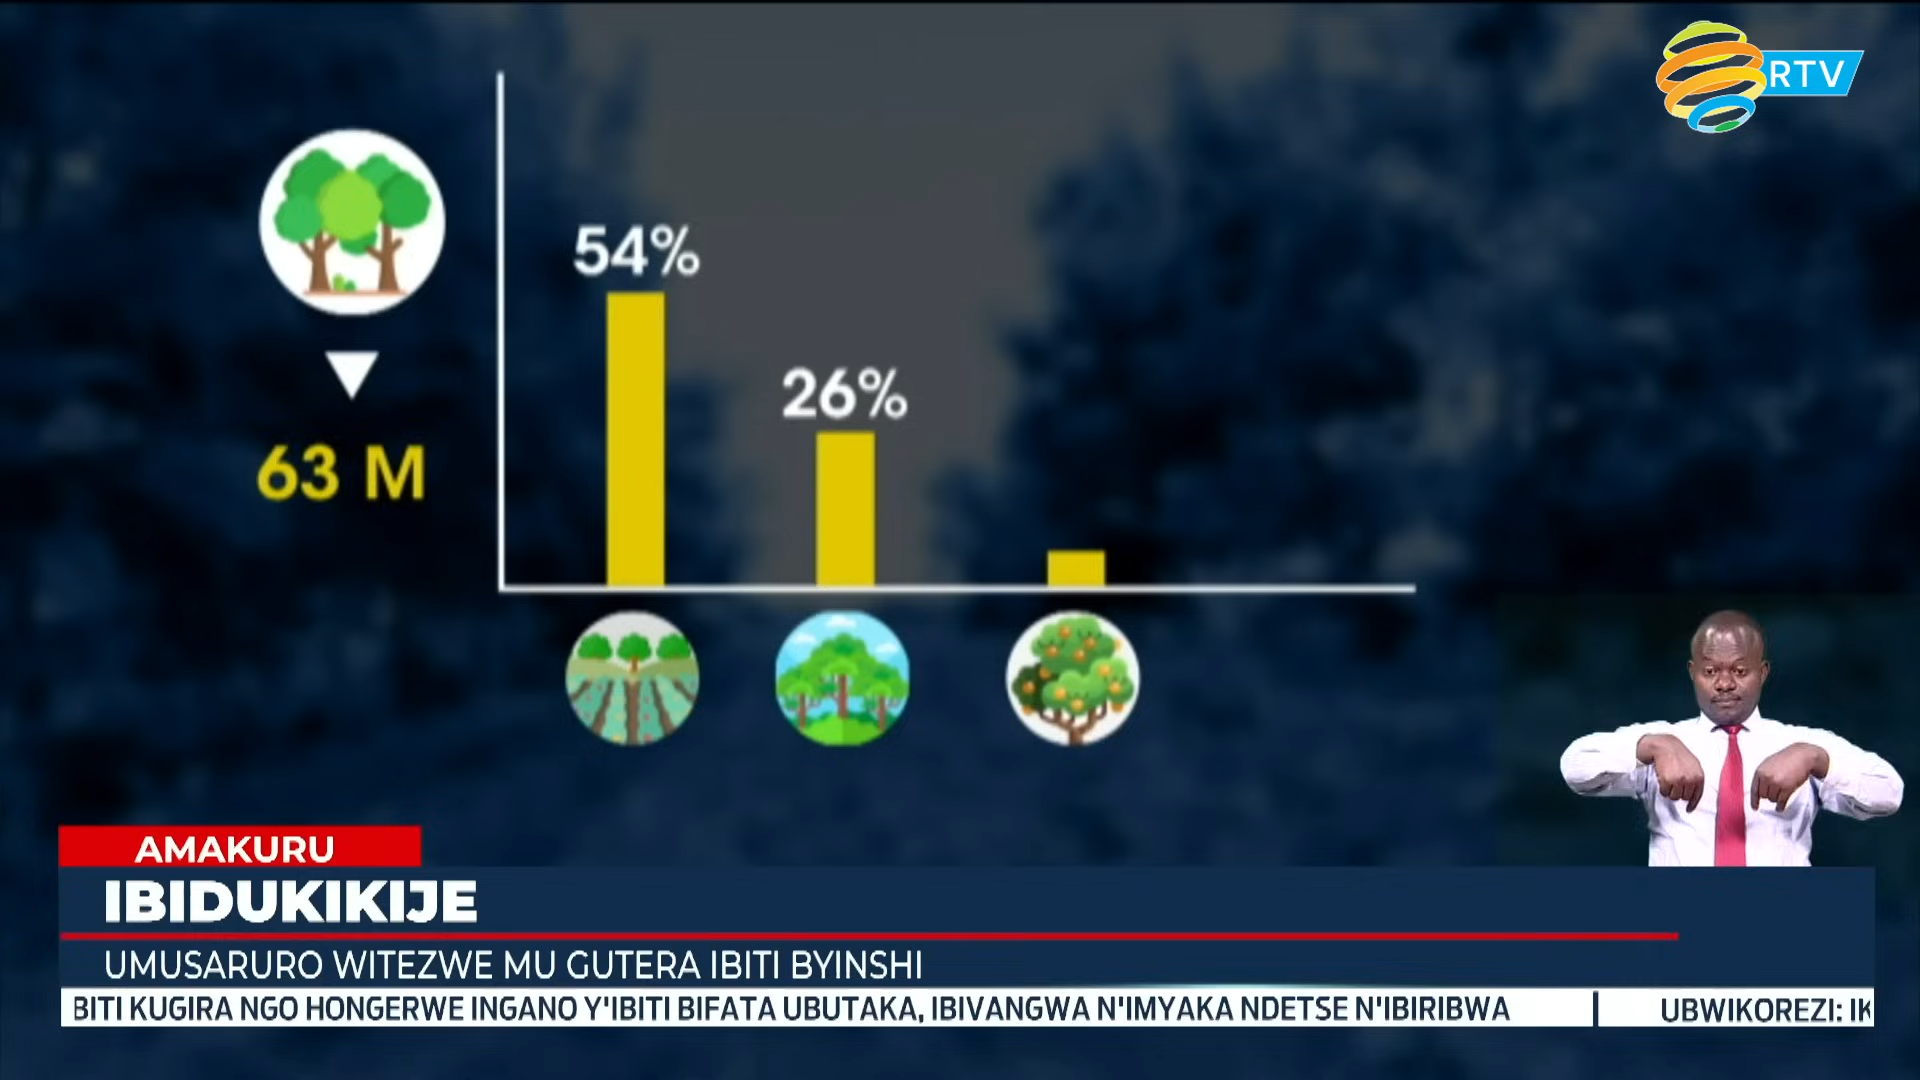 RTV
54%
26%
63 M
AMAKURU
IBIDUKIKIJE
UMUSARURO WITEZWE MU GUTERA IBITI BYINSHI
BITI KUGIRA NGO HONGERWE INGANO Y'IBITI BIFATA UBUTAKA, IBIVANGWA N'IMYAKA NDETSE N'IBIRIBWA | UBWIKOREZI: IK